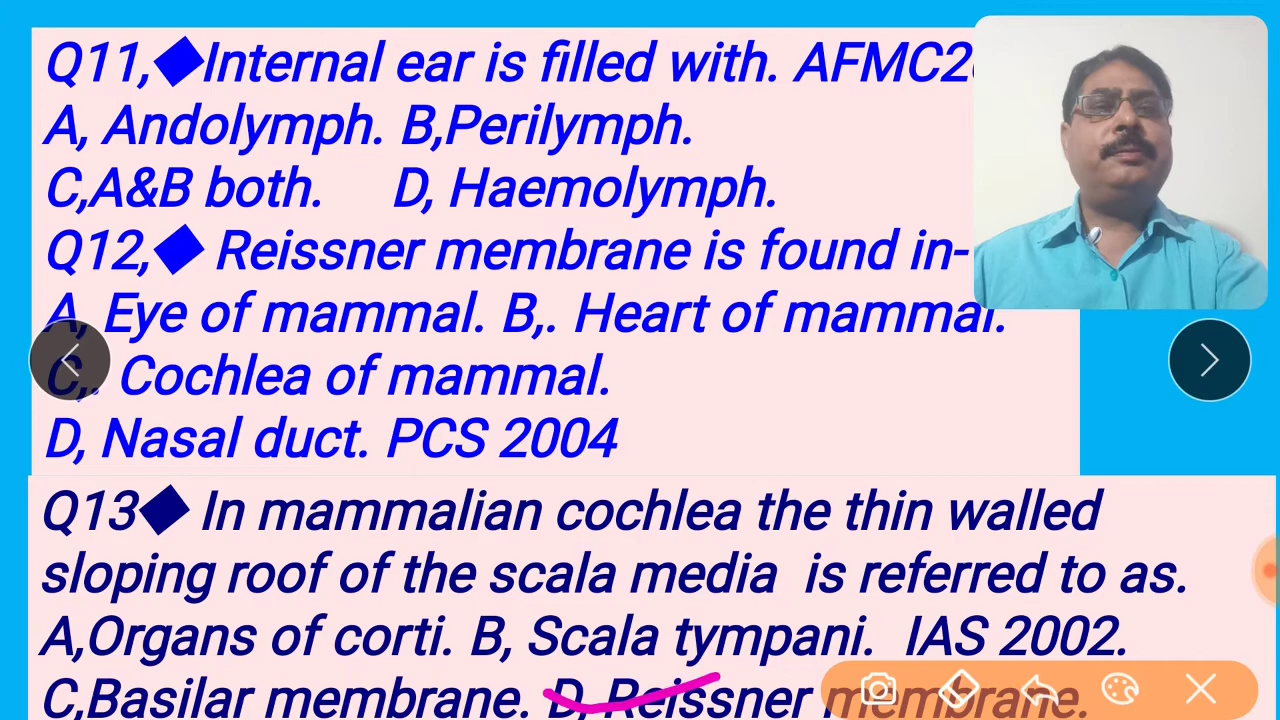 Q11,◆Internal ear is filled with. AFMC2
A, Andolymph. B,Perilymph.
C,A&B both. D, Haemolymph.
Q12,◆ Reissner membrane is found in-
A, Eye of mammal. B,. Heart of mammal.
C,. Cochlea of mammal.
D, Nasal duct. PCS 2004
Q13◆ In mammalian cochlea the thin walled
sloping roof of the scala media is referred to as.
A,Organs of corti. B, Scala tympani. IAS 2002.
C,Basilar membrane. D, Reissner membrane.